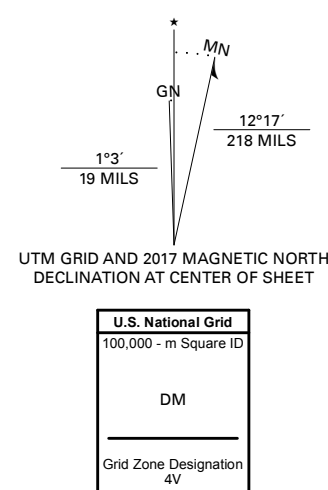 ★
MN
GN
12°17´
218 MILS
1°3´
19 MILS
UTM GRID AND 2017 MAGNETIC NORTH
DECLINATION AT CENTER OF SHEET
U.S. National Grid
100,000 - m Square ID
DM
Grid Zone Designation
4V